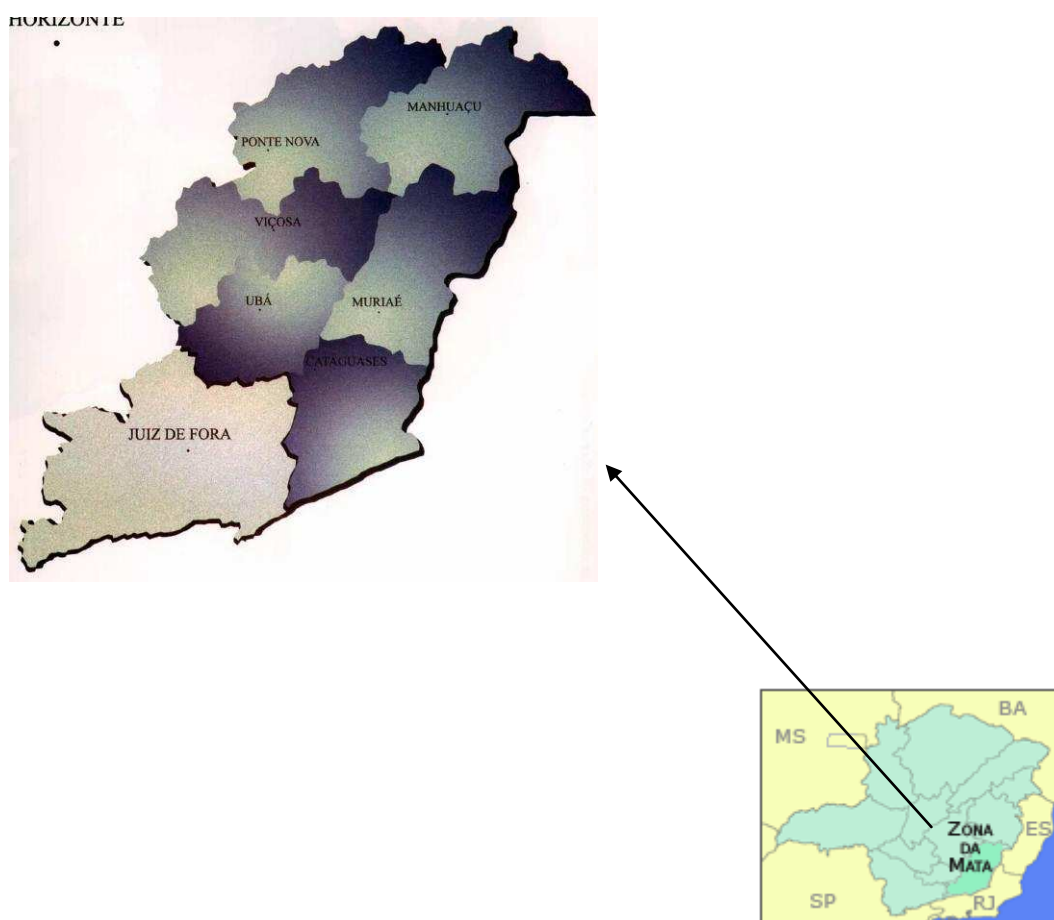 HORIZONTE
MANHUAÇU
PONTE NOVA
VIÇOSA
UBÁ
MURIAÉ
CATAGUASES
JUIZ DE FORA
BA
MS
ZONA
DA
MATA
ES
SP
RJ